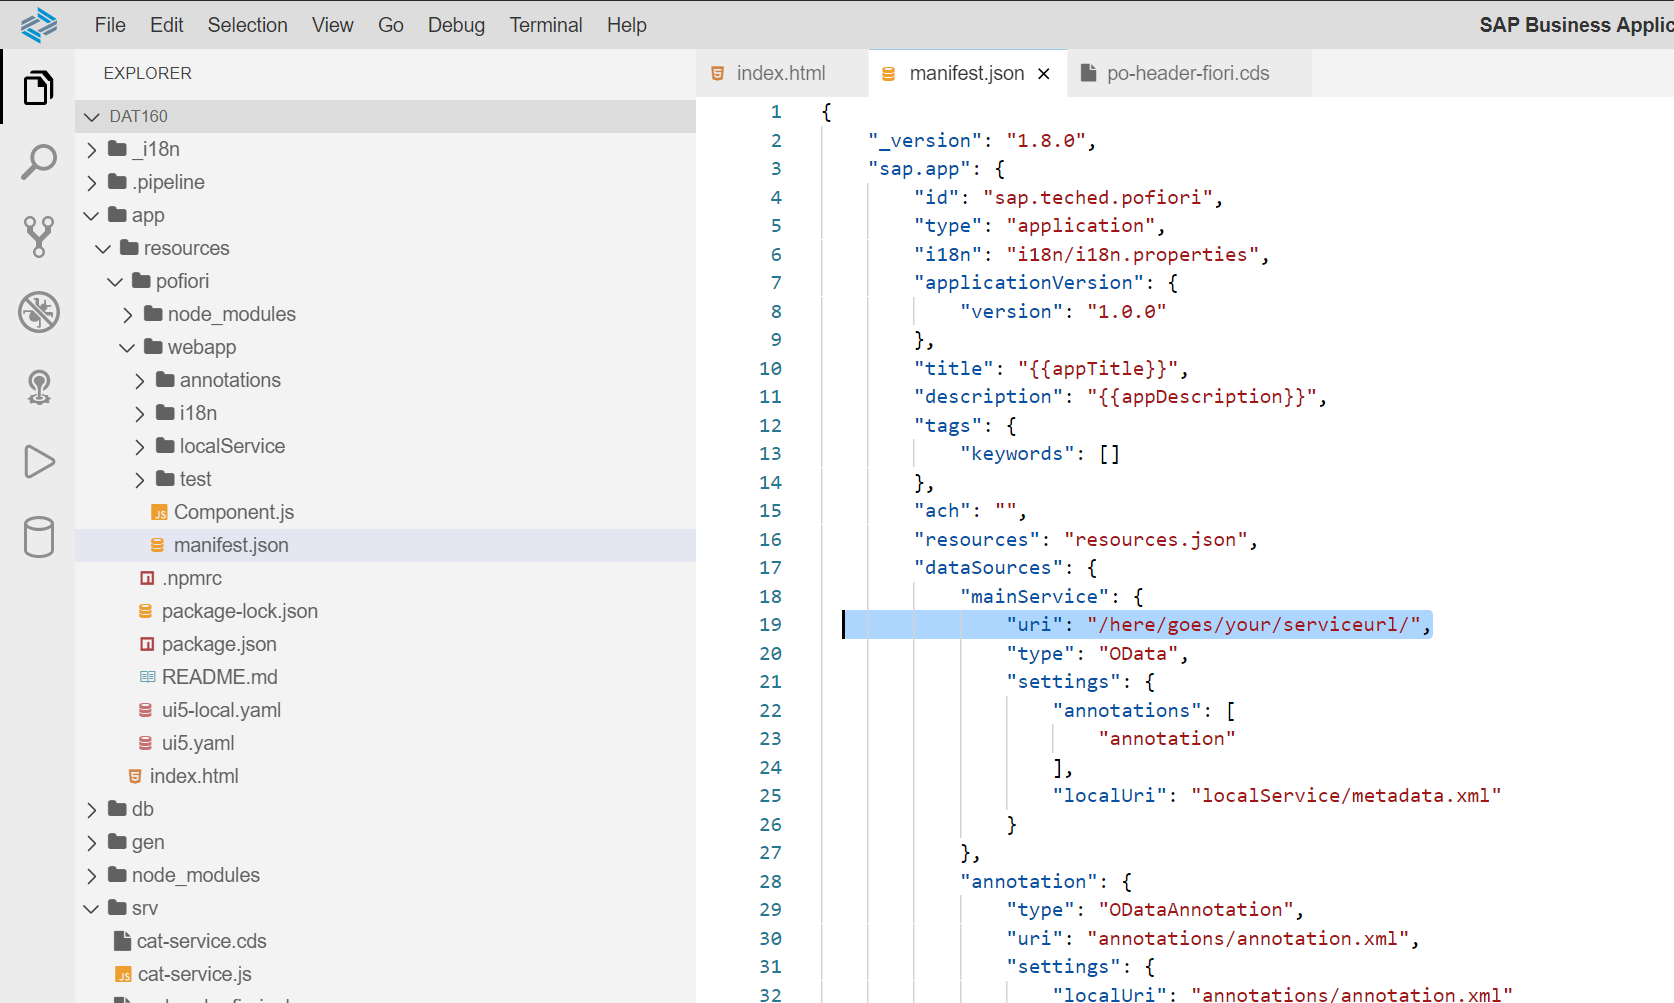 File Edit Selection View Go Debug Terminal Help
SAP Business Applic
EXPLORER
DAT160
_i18n
.pipeline
app
resources
pofiori
node_modules
webapp
annotations
i18n
localService
test
Component.js
manifest.json
.npmrc
package-lock.json
package.json
README.md
ui5-local.yaml
ui5.yaml
index.html
db
gen
node_modules
srv
cat-service.cds
cat-service.js
index.html manifest.json po-header-fiori.cds
1 {
2 "_version": "1.8.0",
3 "sap.app": {
4 "id": "sap.teched.pofiori",
5 "type": "application",
6 "i18n": "i18n/i18n.properties",
7 "applicationVersion": {
8 "version": "1.0.0"
9 },
10 "title": "{{appTitle}}",
11 "description": "{{appDescription}}",
12 "tags": {
13 "keywords": []
14 },
15 "ach": "",
16 "resources": "resources.json",
17 "dataSources": {
18 "mainService": {
19 "uri": "/here/goes/your/serviceurl/",
20 "type": "OData",
21 "settings": {
22 "annotations": [
23 "annotation"
24 ],
25 "localUri": "localService/metadata.xml"
26 }
27 },
28 "annotation": {
29 "type": "ODataAnnotation",
30 "uri": "annotations/annotation.xml",
31 "settings": {
32 "localUri": "annotations/annotation.xml"